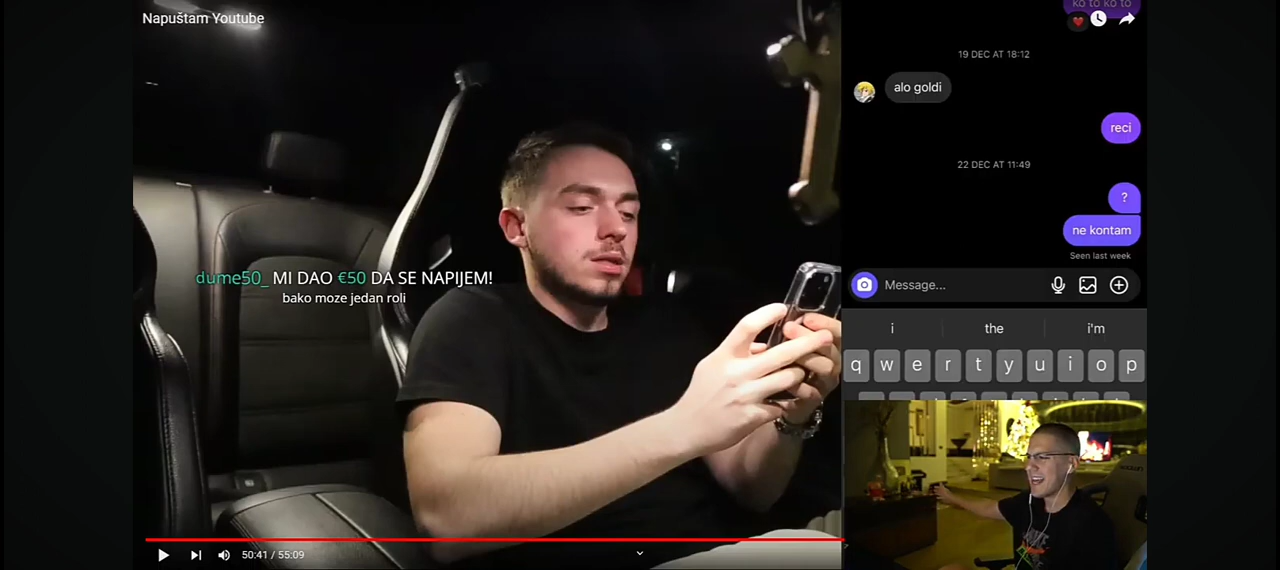 Napuštam Youtube
ko to ko to
19 DEC AT 18:12
alo goldi
reci
22 DEC AT 11:49
?
ne kontam
Seen last week
dume50_ MI DAO €50 DA SE NAPIJEM!
bako moze jedan roli
Message...
i the i'm
q w e r t y u i o p
50:41 / 55:09